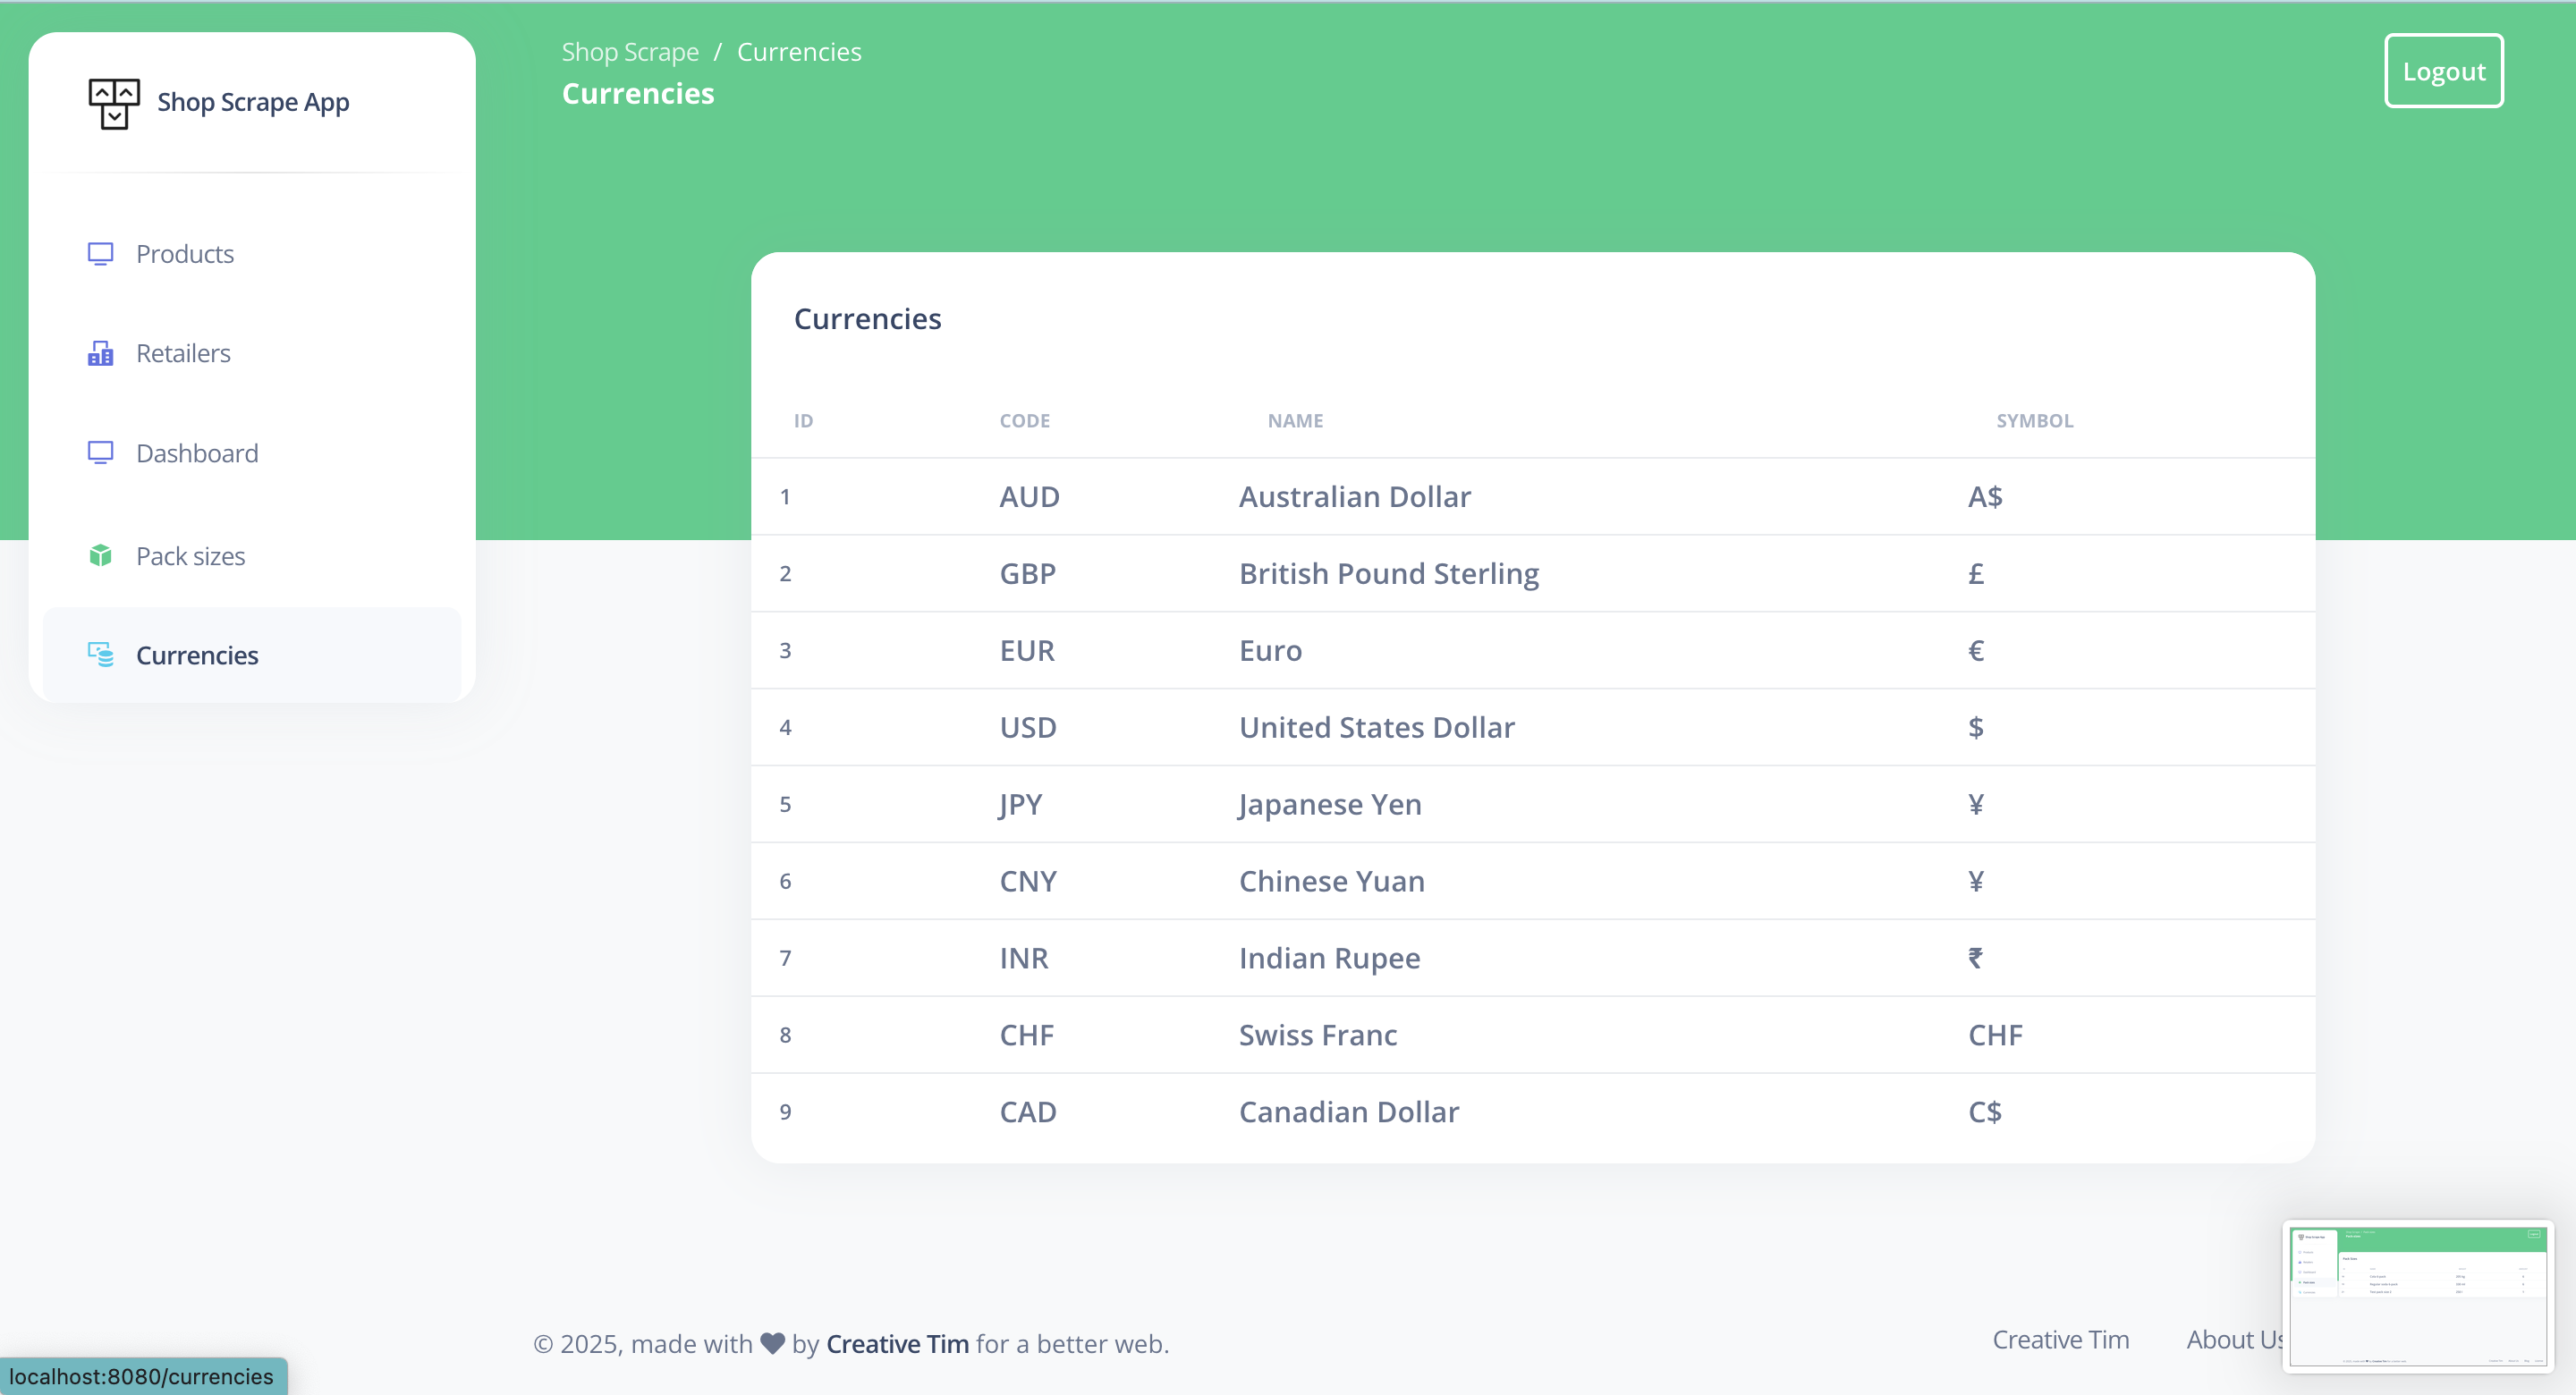 Shop Scrape App
Products
Retailers
Dashboard
Pack sizes
Currencies
Shop Scrape / Currencies
Currencies
Logout
Currencies
ID CODE NAME SYMBOL
1 AUD Australian Dollar A$
2 GBP British Pound Sterling £
3 EUR Euro €
4 USD United States Dollar $
5 JPY Japanese Yen ¥
6 CNY Chinese Yuan ¥
7 INR Indian Rupee ₹
8 CHF Swiss Franc CHF
9 CAD Canadian Dollar C$
© 2025, made with by Creative Tim for a better web.
Creative Tim About Us
localhost:8080/currencies